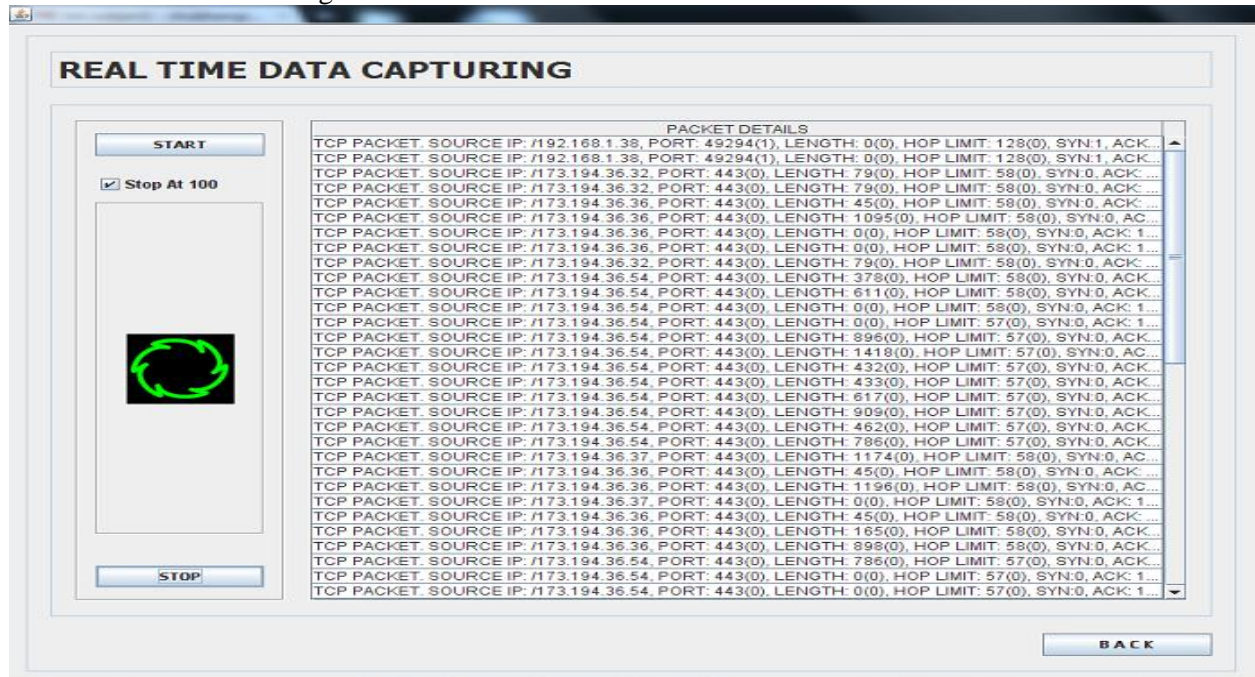 REAL TIME DATA CAPTURING
START
Stop At 100
STOP
PACKET DETAILS
TCP PACKET. SOURCE IP: /192.168.1.38, PORT: 49294(1), LENGTH: 0(0), HOP LIMIT: 128(0), SYN:1, ACK...
TCP PACKET. SOURCE IP: /192.168.1.38, PORT: 49294(1), LENGTH: 0(0), HOP LIMIT: 128(0), SYN:1, ACK...
TCP PACKET. SOURCE IP: /173.194.36.32, PORT: 443(0), LENGTH: 79(0), HOP LIMIT: 58(0), SYN:0, ACK: ...
TCP PACKET. SOURCE IP: /173.194.36.32, PORT: 443(0), LENGTH: 79(0), HOP LIMIT: 58(0), SYN:0, ACK: ...
TCP PACKET. SOURCE IP: /173.194.36.36, PORT: 443(0), LENGTH: 45(0), HOP LIMIT: 58(0), SYN:0, ACK: ...
TCP PACKET. SOURCE IP: /173.194.36.36, PORT: 443(0), LENGTH: 1095(0), HOP LIMIT: 58(0), SYN:0, AC...
TCP PACKET. SOURCE IP: /173.194.36.36, PORT: 443(0), LENGTH: 0(0), HOP LIMIT: 58(0), SYN:0, ACK: 1...
TCP PACKET. SOURCE IP: /173.194.36.36, PORT: 443(0), LENGTH: 0(0), HOP LIMIT: 58(0), SYN:0, ACK: 1...
TCP PACKET. SOURCE IP: /173.194.36.32, PORT: 443(0), LENGTH: 79(0), HOP LIMIT: 58(0), SYN:0, ACK: ...
TCP PACKET. SOURCE IP: /173.194.36.54, PORT: 443(0), LENGTH: 378(0), HOP LIMIT: 58(0), SYN:0, ACK...
TCP PACKET. SOURCE IP: /173.194.36.54, PORT: 443(0), LENGTH: 611(0), HOP LIMIT: 58(0), SYN:0, ACK...
TCP PACKET. SOURCE IP: /173.194.36.54, PORT: 443(0), LENGTH: 0(0), HOP LIMIT: 58(0), SYN:0, ACK: 1...
TCP PACKET. SOURCE IP: /173.194.36.54, PORT: 443(0), LENGTH: 0(0), HOP LIMIT: 57(0), SYN:0, ACK: 1...
TCP PACKET. SOURCE IP: /173.194.36.54, PORT: 443(0), LENGTH: 896(0), HOP LIMIT: 57(0), SYN:0, ACK...
TCP PACKET. SOURCE IP: /173.194.36.54, PORT: 443(0), LENGTH: 1418(0), HOP LIMIT: 57(0), SYN:0, AC...
TCP PACKET. SOURCE IP: /173.194.36.54, PORT: 443(0), LENGTH: 432(0), HOP LIMIT: 57(0), SYN:0, ACK...
TCP PACKET. SOURCE IP: /173.194.36.54, PORT: 443(0), LENGTH: 433(0), HOP LIMIT: 57(0), SYN:0, ACK...
TCP PACKET. SOURCE IP: /173.194.36.54, PORT: 443(0), LENGTH: 617(0), HOP LIMIT: 57(0), SYN:0, ACK...
TCP PACKET. SOURCE IP: /173.194.36.54, PORT: 443(0), LENGTH: 909(0), HOP LIMIT: 57(0), SYN:0, ACK...
TCP PACKET. SOURCE IP: /173.194.36.54, PORT: 443(0), LENGTH: 462(0), HOP LIMIT: 57(0), SYN:0, ACK...
TCP PACKET. SOURCE IP: /173.194.36.54, PORT: 443(0), LENGTH: 786(0), HOP LIMIT: 57(0), SYN:0, ACK...
TCP PACKET. SOURCE IP: /173.194.36.37, PORT: 443(0), LENGTH: 1174(0), HOP LIMIT: 58(0), SYN:0, AC...
TCP PACKET. SOURCE IP: /173.194.36.36, PORT: 443(0), LENGTH: 45(0), HOP LIMIT: 58(0), SYN:0, ACK: ...
TCP PACKET. SOURCE IP: /173.194.36.36, PORT: 443(0), LENGTH: 1196(0), HOP LIMIT: 58(0), SYN:0, AC...
TCP PACKET. SOURCE IP: /173.194.36.37, PORT: 443(0), LENGTH: 0(0), HOP LIMIT: 58(0), SYN:0, ACK: 1...
TCP PACKET. SOURCE IP: /173.194.36.36, PORT: 443(0), LENGTH: 45(0), HOP LIMIT: 58(0), SYN:0, ACK: ...
TCP PACKET. SOURCE IP: /173.194.36.36, PORT: 443(0), LENGTH: 165(0), HOP LIMIT: 58(0), SYN:0, ACK...
TCP PACKET. SOURCE IP: /173.194.36.36, PORT: 443(0), LENGTH: 898(0), HOP LIMIT: 58(0), SYN:0, ACK...
TCP PACKET. SOURCE IP: /173.194.36.54, PORT: 443(0), LENGTH: 786(0), HOP LIMIT: 57(0), SYN:0, ACK...
TCP PACKET. SOURCE IP: /173.194.36.54, PORT: 443(0), LENGTH: 0(0), HOP LIMIT: 57(0), SYN:0, ACK: 1...
TCP PACKET. SOURCE IP: /173.194.36.54, PORT: 443(0), LENGTH: 0(0), HOP LIMIT: 57(0), SYN:0, ACK: 1...
BACK